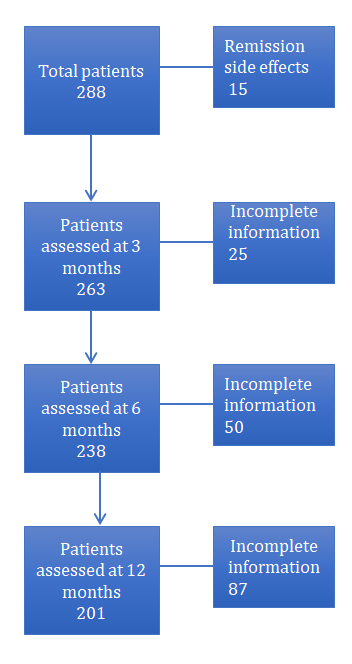 Total patients
288
Remission
side effects
15
Patients
assessed at 3
months
263
Incomplete
information
25
Patients
assessed at 6
months
238
Incomplete
information
50
Patients
assessed at 12
months
201
Incomplete
information
87